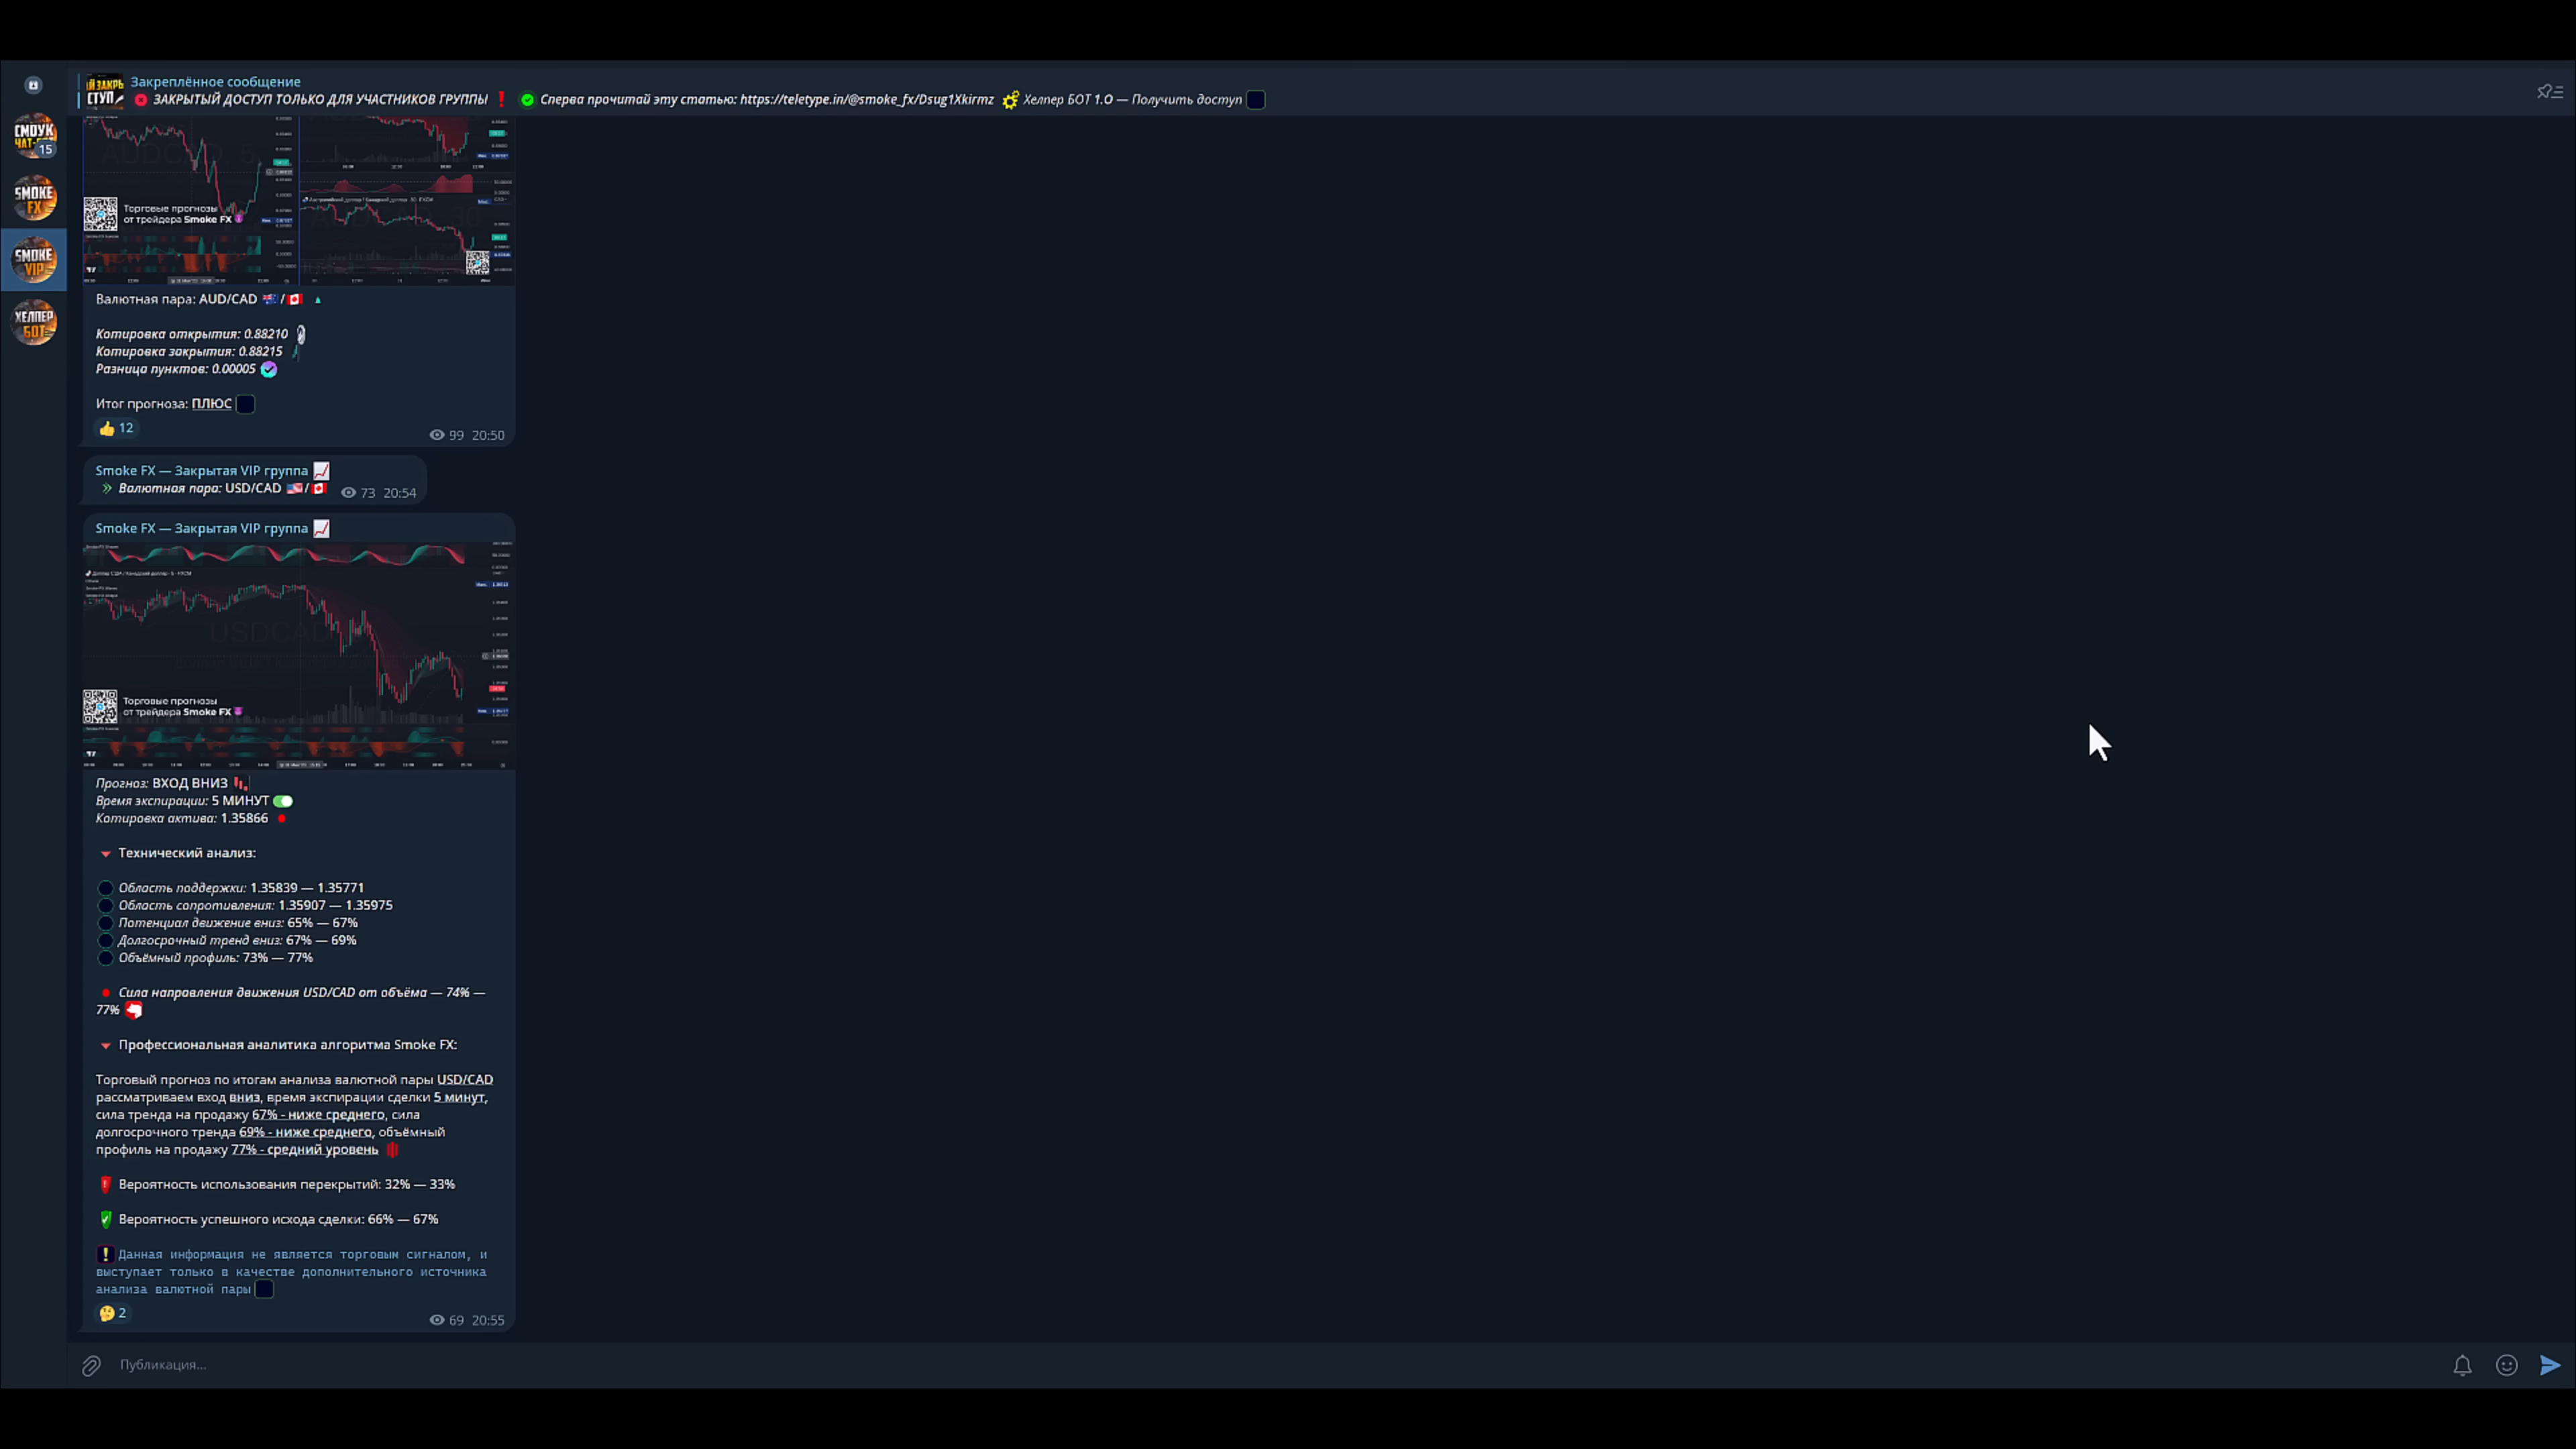 Закреплённое сообщение
ЗАКРЫТЫЙ ДОСТУП ТОЛЬКО ДЛЯ УЧАСТНИКОВ ГРУППЫ ❗ Сперва прочитай эту статью: https://teletype.in/@smoke_fx/Dsug1Xkirmz Хелпер БОТ 1.0 — Получить доступ
СМОУК
ЧАТ
15
SMOKE
FX
SMOKE
VIP
ХЕЛПЕР
БОТ
Торговые прогнозы
от трейдера Smoke FX
Валютная пара: AUD/CAD 🇦🇺/🇨🇦
Котировка открытия: 0.88210
Котировка закрытия: 0.88215
Разница пунктов: 0.00005
Итог прогноза: ПЛЮС
👍 12
99 20:50
Smoke FX — Закрытая VIP группа 📈
Валютная пара: USD/CAD 🇺🇸/🇨🇦
73 20:54
Smoke FX — Закрытая VIP группа 📈
USDCAD
Торговые прогнозы
от трейдера Smoke FX
Прогноз: ВХОД ВНИЗ
Время экспирации: 5 МИНУТ
Котировка актива: 1.35866
Технический анализ:
Область поддержки: 1.35839 — 1.35771
Область сопротивления: 1.35907 — 1.35975
Потенциал движение вниз: 65% — 67%
Долгосрочный тренд вниз: 67% — 69%
Объёмный профиль: 73% — 77%
Сила направления движения USD/CAD от объёма — 74% —
77%
Профессиональная аналитика алгоритма Smoke FX:
Торговый прогноз по итогам анализа валютной пары USD/CAD
рассматриваем вход вниз, время экспирации сделки 5 минут,
сила тренда на продажу 67% - ниже среднего, сила
долгосрочного тренда 69% - ниже среднего, объёмный
профиль на продажу 77% - средний уровень
Вероятность использования перекрытий: 32% — 33%
Вероятность успешного исхода сделки: 66% — 67%
Данная информация не является торговым сигналом, и
выступает только в качестве дополнительного источника
анализа валютной пары
🤔 2
69 20:55
Публикация...